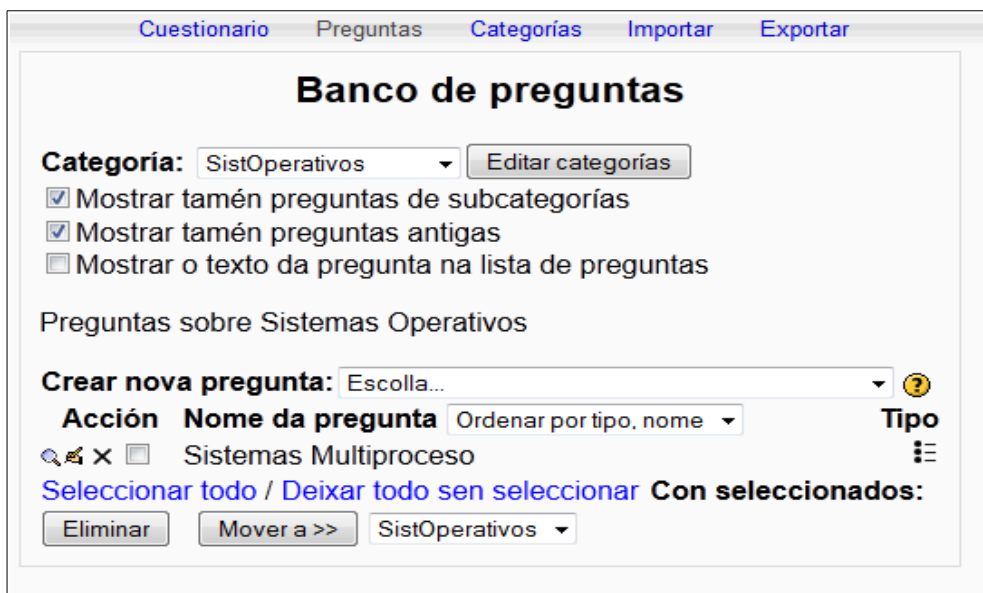 Cuestionario Preguntas Categorías Importar Exportar
Banco de preguntas
Categoría: SistOperativos Editar categorías
Mostrar tamén preguntas de subcategorías
Mostrar tamén preguntas antigas
Mostrar o texto da pregunta na lista de preguntas
Preguntas sobre Sistemas Operativos
Crear nova pregunta: Escolla... ?
Acción Nome da pregunta Ordenar por tipo, nome Tipo
Sistemas Multiproceso
Seleccionar todo / Deixar todo sen seleccionar Con seleccionados:
Eliminar Mover a >> SistOperativos